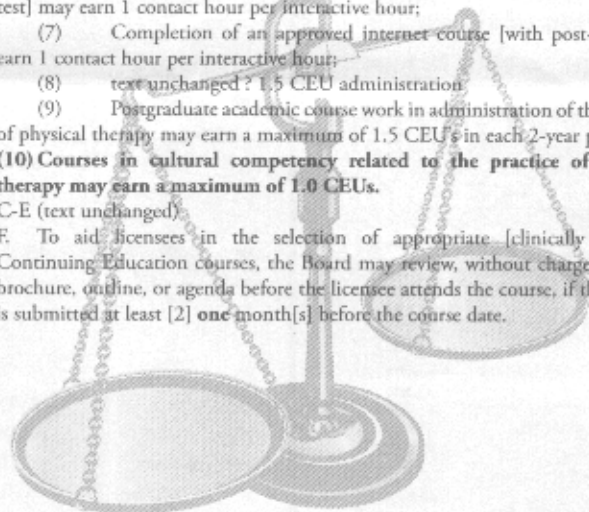 test] may earn 1 contact hour per interactive hour;
(7) Completion of an approved internet course [with post-
earn 1 contact hour per interactive hour;
(8) text unchanged ? 1.5 CEU administration
(9) Postgraduate academic course work in administration of th
of physical therapy may earn a maximum of 1.5 CEU's in each 2-year p
(10) Courses in cultural competency related to the practice of
therapy may earn a maximum of 1.0 CEUs.
C-E (text unchanged)
F. To aid licensees in the selection of appropriate [clinically
Continuing Education courses, the Board may review, without charge
brochure, outline, or agenda before the licensee attends the course, if th
is submitted at least [2] one month[s] before the course date.